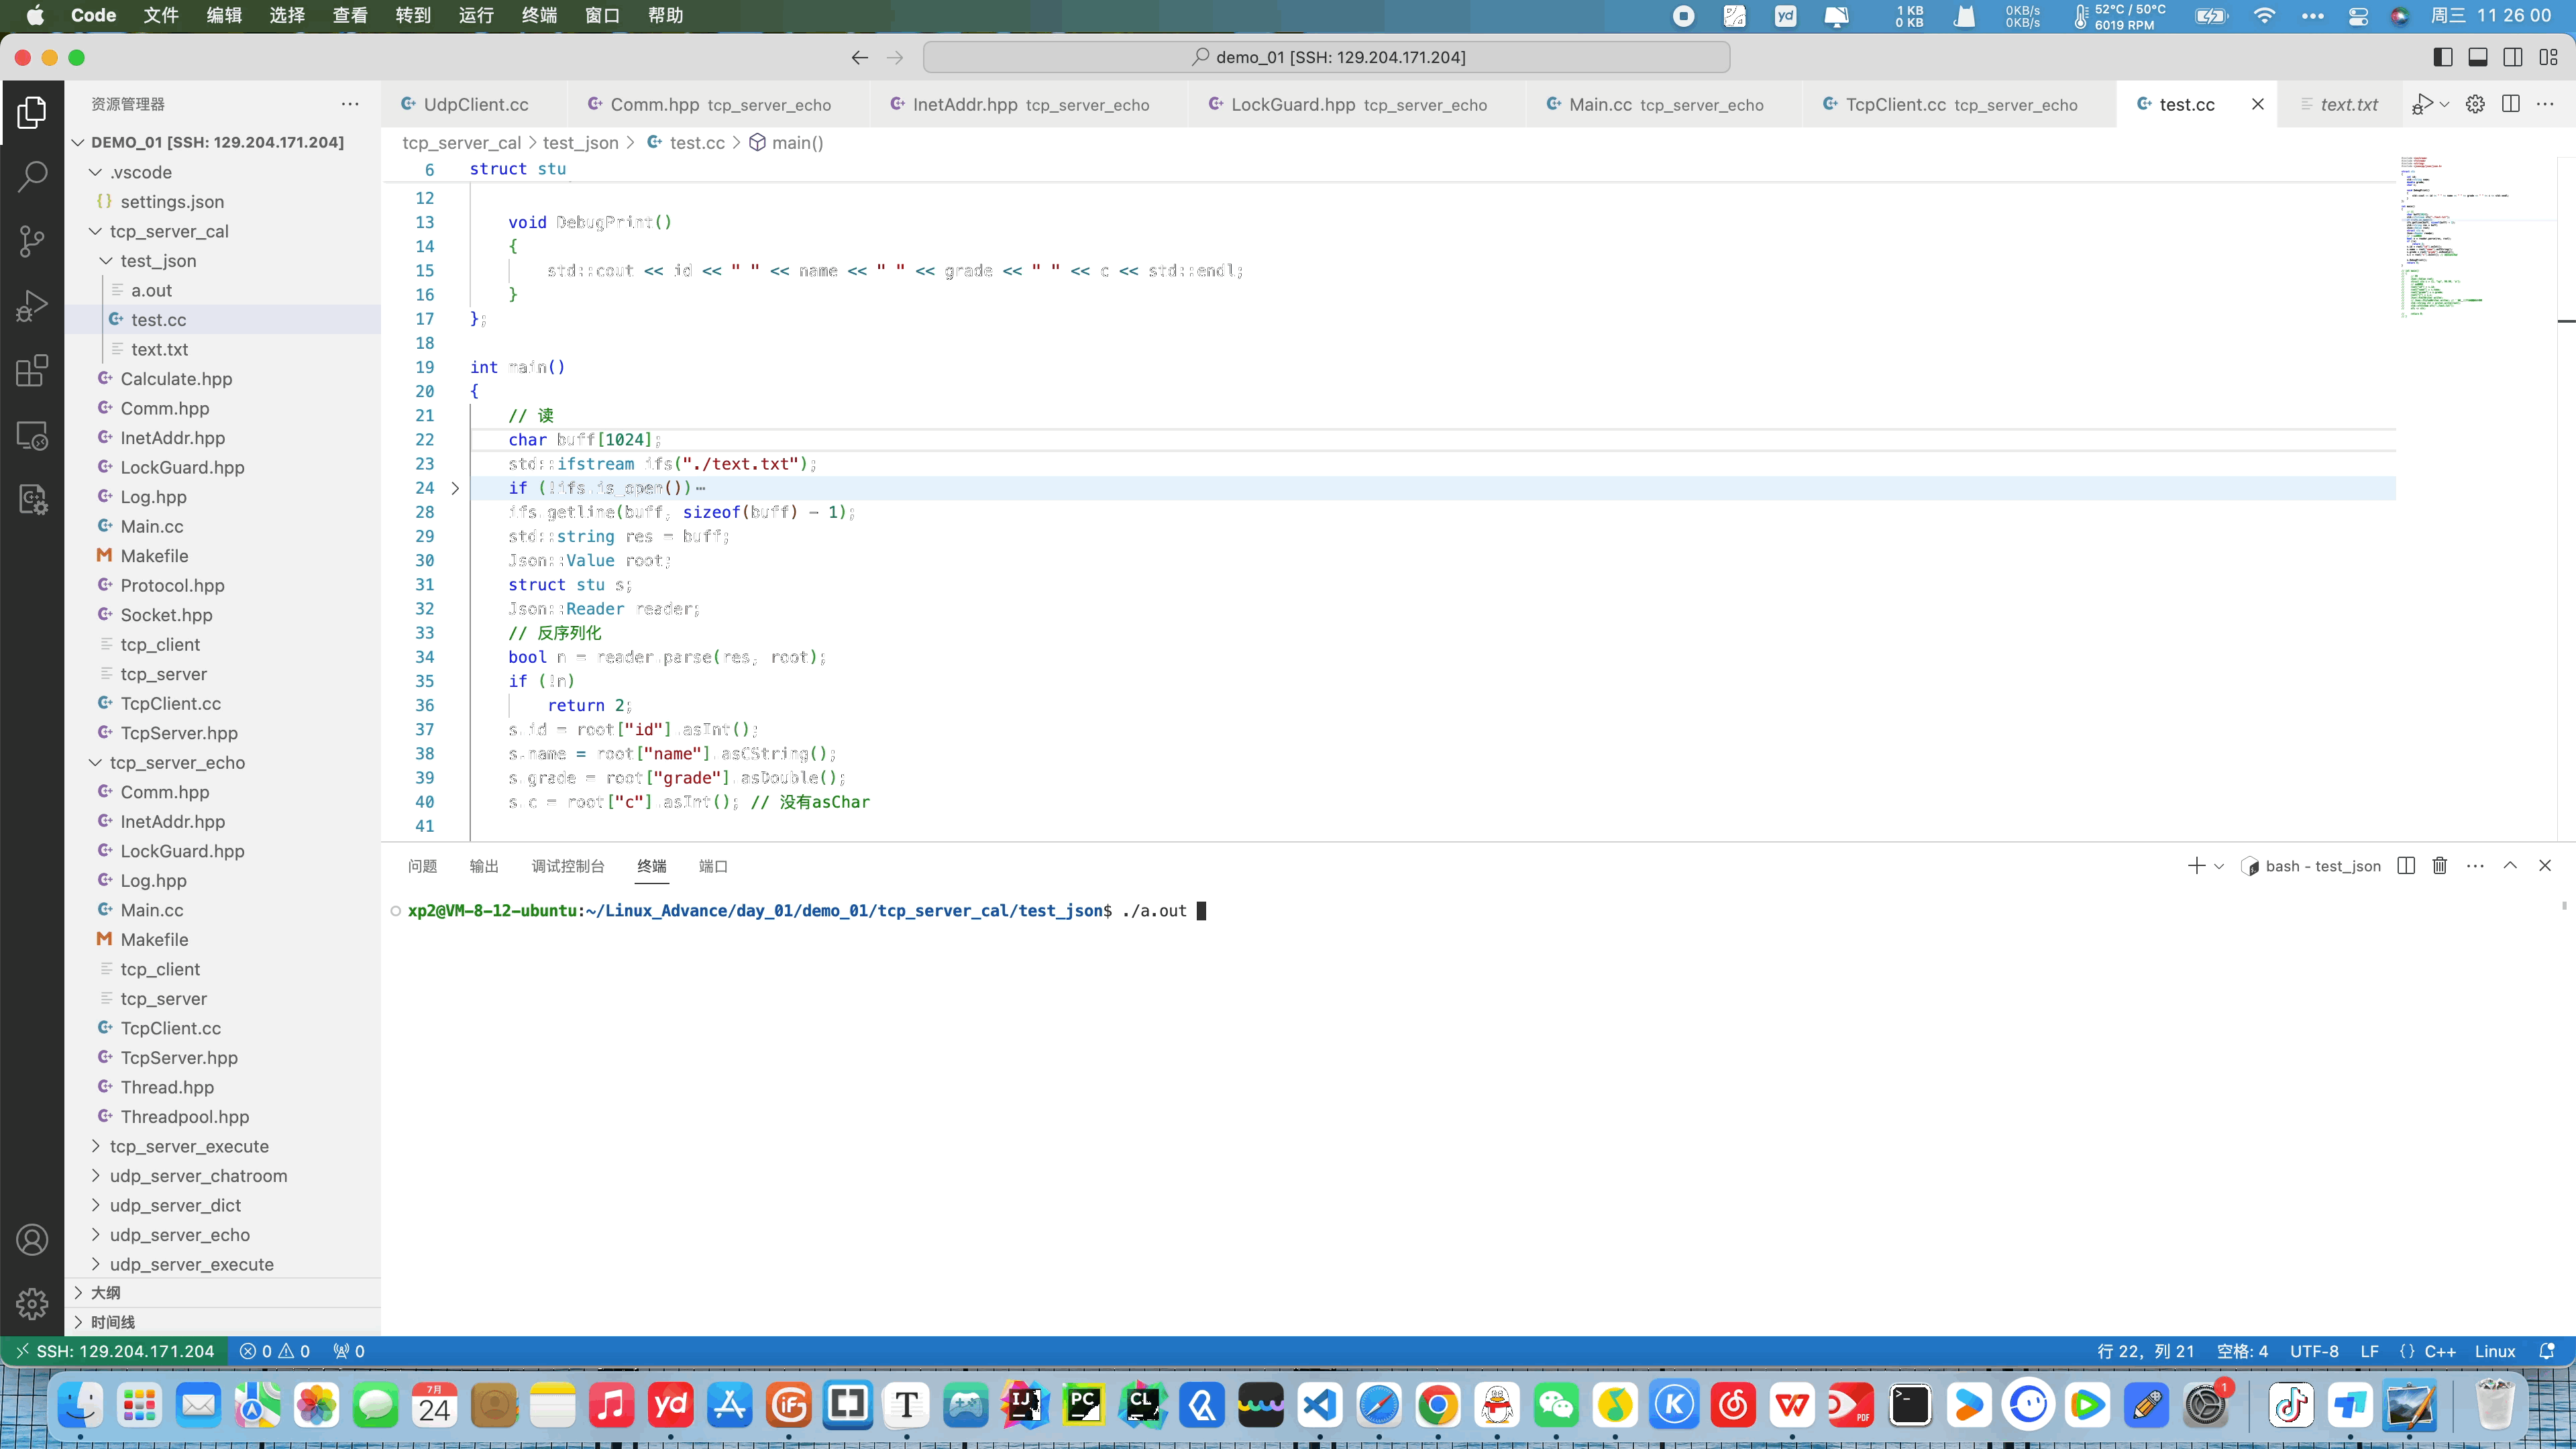 Code 文件 编辑 选择 查看 转到 运行 终端 窗口 帮助
yd 1 KB 0 KB 0KB/s 0KB/s 52°C / 50°C 6019 RPM 周三 11 26 00
demo_01 [SSH: 129.204.171.204]
资源管理器
UdpClient.cc Comm.hpp tcp_server_echo InetAddr.hpp tcp_server_echo LockGuard.hpp tcp_server_echo Main.cc tcp_server_echo TcpClient.cc tcp_server_echo test.cc text.txt
DEMO_01 [SSH: 129.204.171.204]
.vscode
settings.json
tcp_server_cal
test_json
a.out
test.cc
text.txt
Calculate.hpp
Comm.hpp
InetAddr.hpp
LockGuard.hpp
Log.hpp
Main.cc
Makefile
Protocol.hpp
Socket.hpp
tcp_client
tcp_server
TcpClient.cc
TcpServer.hpp
tcp_server_echo
Comm.hpp
InetAddr.hpp
LockGuard.hpp
Log.hpp
Main.cc
Makefile
tcp_client
tcp_server
TcpClient.cc
TcpServer.hpp
Thread.hpp
Threadpool.hpp
tcp_server_execute
udp_server_chatroom
udp_server_dict
udp_server_echo
udp_server_execute
大纲
时间线
tcp_server_cal > test_json > test.cc > main()
6 struct stu
12
13 void DebugPrint()
14 {
15 std::cout << id << " " << name << " " << grade << " " << c << std::endl;
16 }
17 };
18
19 int main()
20 {
21 // 读
22 char buff[1024];
23 std::ifstream ifs("./text.txt");
24 if (!ifs.is_open())⋯
28 ifs.getline(buff, sizeof(buff) - 1);
29 std::string res = buff;
30 Json::Value root;
31 struct stu s;
32 Json::Reader reader;
33 // 反序列化
34 bool n = reader.parse(res, root);
35 if (!n)
36 return 2;
37 s.id = root["id"].asInt();
38 s.name = root["name"].asCString();
39 s.grade = root["grade"].asDouble();
40 s.c = root["c"].asInt(); // 没有asChar
41
问题 输出 调试控制台 终端 端口
bash - test_json
xp2@VM-8-12-ubuntu:~/Linux_Advance/day_01/demo_01/tcp_server_cal/test_json$ ./a.out
SSH: 129.204.171.204 0 0 0
行 22，列 21 空格: 4 UTF-8 LF {} C++ Linux
7月 24 yd GIF T IJ PC CL K W PDF 1